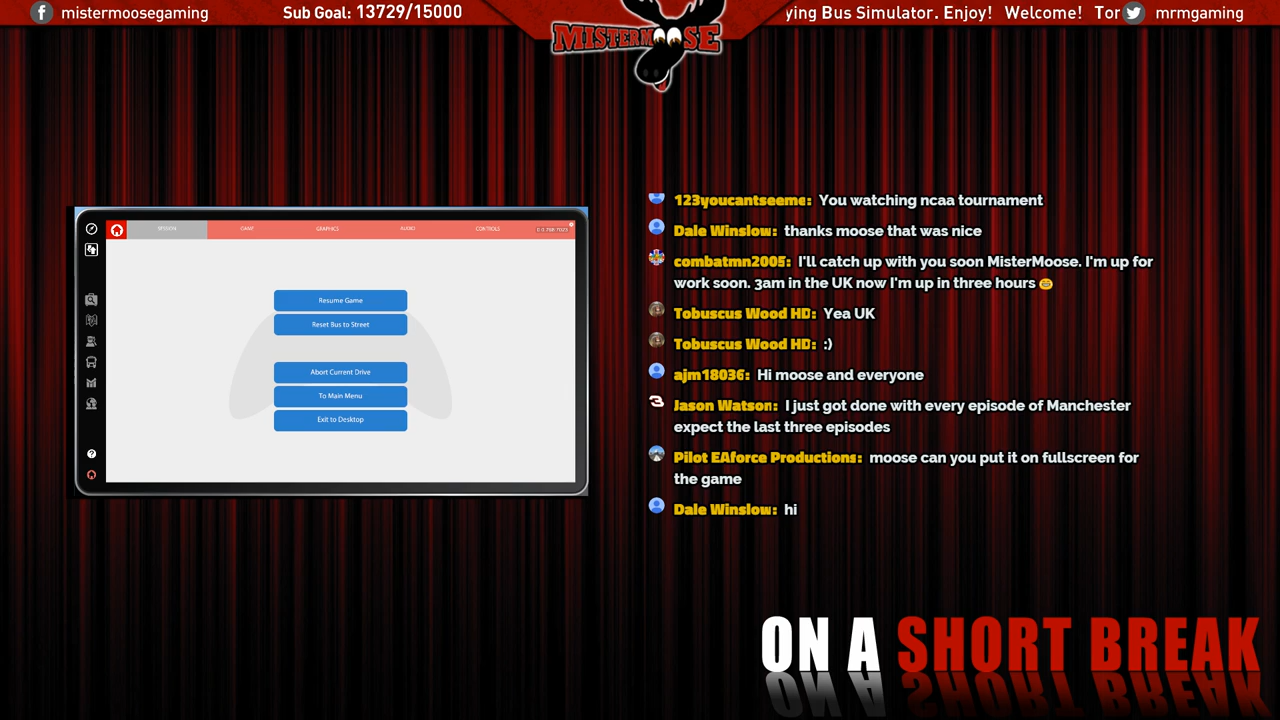 mistermoosegaming
Sub Goal: 13729/15000
MISTERMOOSE
ying Bus Simulator. Enjoy! Welcome! Tor
mrmgaming
SESSION
GAME
GRAPHICS
AUDIO
CONTROLS
Resume Game
Reset Bus to Street
Abort Current Drive
To Main Menu
Exit to Desktop
123youcantseeme: You watching ncaa tournament
Dale Winslow: thanks moose that was nice
combatmn2005: I'll catch up with you soon MisterMoose. I'm up for
work soon. 3am in the UK now I'm up in three hours
Tobuscus Wood HD: Yea UK
Tobuscus Wood HD: :)
ajm18036: Hi moose and everyone
Jason Watson: I just got done with every episode of Manchester
expect the last three episodes
Pilot EAforce Productions: moose can you put it on fullscreen for
the game
Dale Winslow: hi
ON A SHORT BREAK